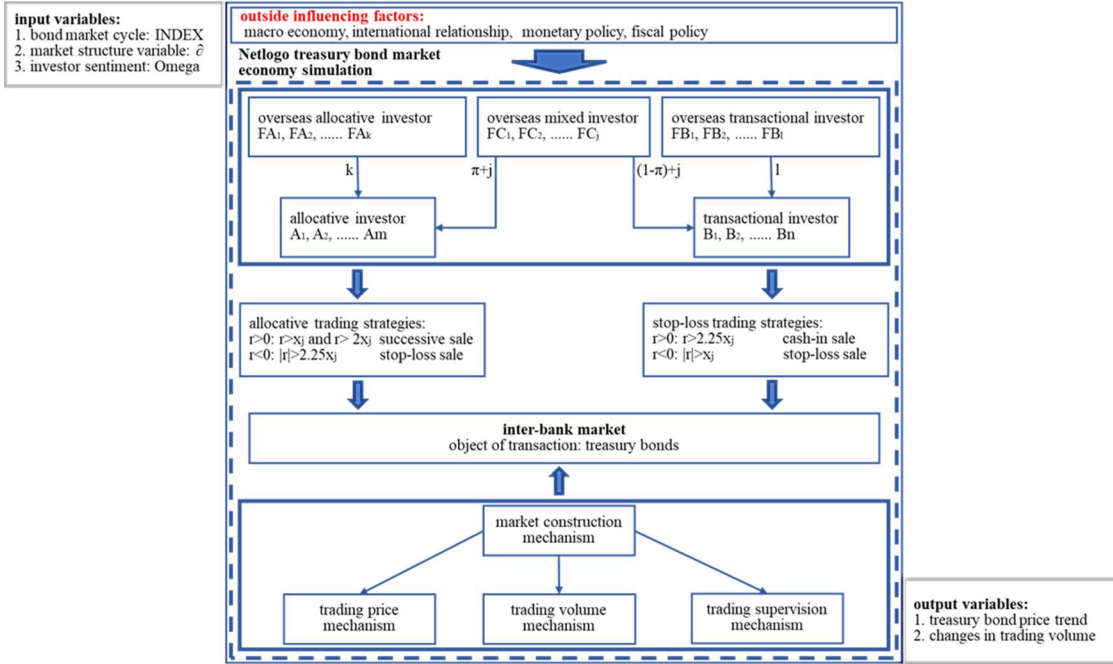 input variables:
1. bond market cycle: INDEX
2. market structure variable: ∂
3. investor sentiment: Omega
outside influencing factors:
macro economy, international relationship, monetary policy, fiscal policy
Netlogo treasury bond market
economy simulation
overseas allocative investor
FA₁, FA₂, ...... FAₖ
overseas mixed investor
FC₁, FC₂, ...... FCⱼ
overseas transactional investor
FB₁, FB₂, ...... FBₗ
k
π+j
(1-π)+j
l
allocative investor
A₁, A₂, ...... Am
transactional investor
B₁, B₂, ...... Bn
allocative trading strategies:
r>0: r>xⱼ and r> 2xⱼ successive sale
r<0: |r|>2.25xⱼ stop-loss sale
stop-loss trading strategies:
r>0: r>2.25xⱼ cash-in sale
r<0: |r|>xⱼ stop-loss sale
inter-bank market
object of transaction: treasury bonds
market construction
mechanism
trading price
mechanism
trading volume
mechanism
trading supervision
mechanism
output variables:
1. treasury bond price trend
2. changes in trading volume